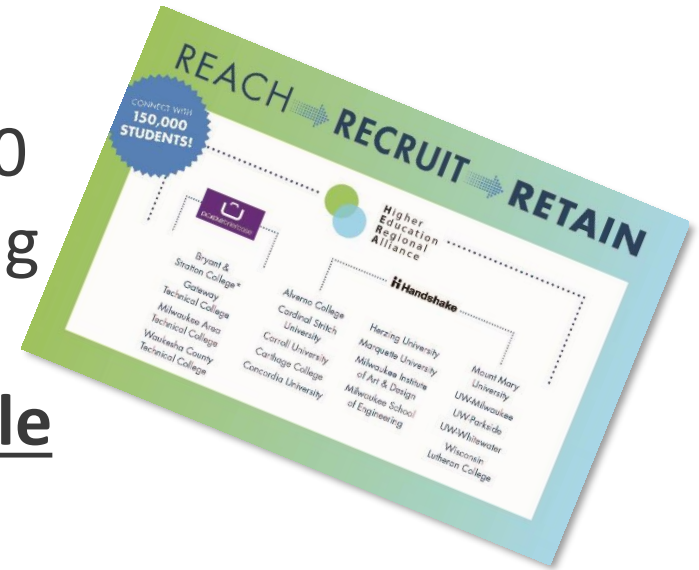 0
g
le
REACH RECRUIT RETAIN
CONNECT WITH
150,000
STUDENTS!
Higher
Education
Regional
Alliance
Handshake
Bryant &
Stratton College*
Gateway
Technical College
Milwaukee Area
Technical College
Waukesha County
Technical College
Alverno College
Cardinal Stritch
University
Carroll University
Carthage College
Concordia University
Herzing University
Marquette University
Milwaukee Institute
of Art & Design
Milwaukee School
of Engineering
Mount Mary
University
UW-Milwaukee
UW-Parkside
UW-Whitewater
Wisconsin
Lutheran College